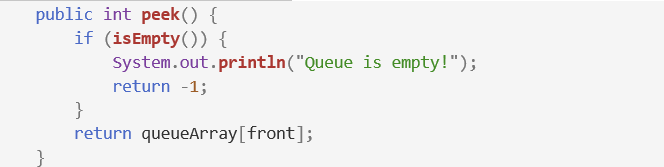 public int peek() {
    if (isEmpty()) {
        System.out.println("Queue is empty!");
        return -1;
    }
    return queueArray[front];
}